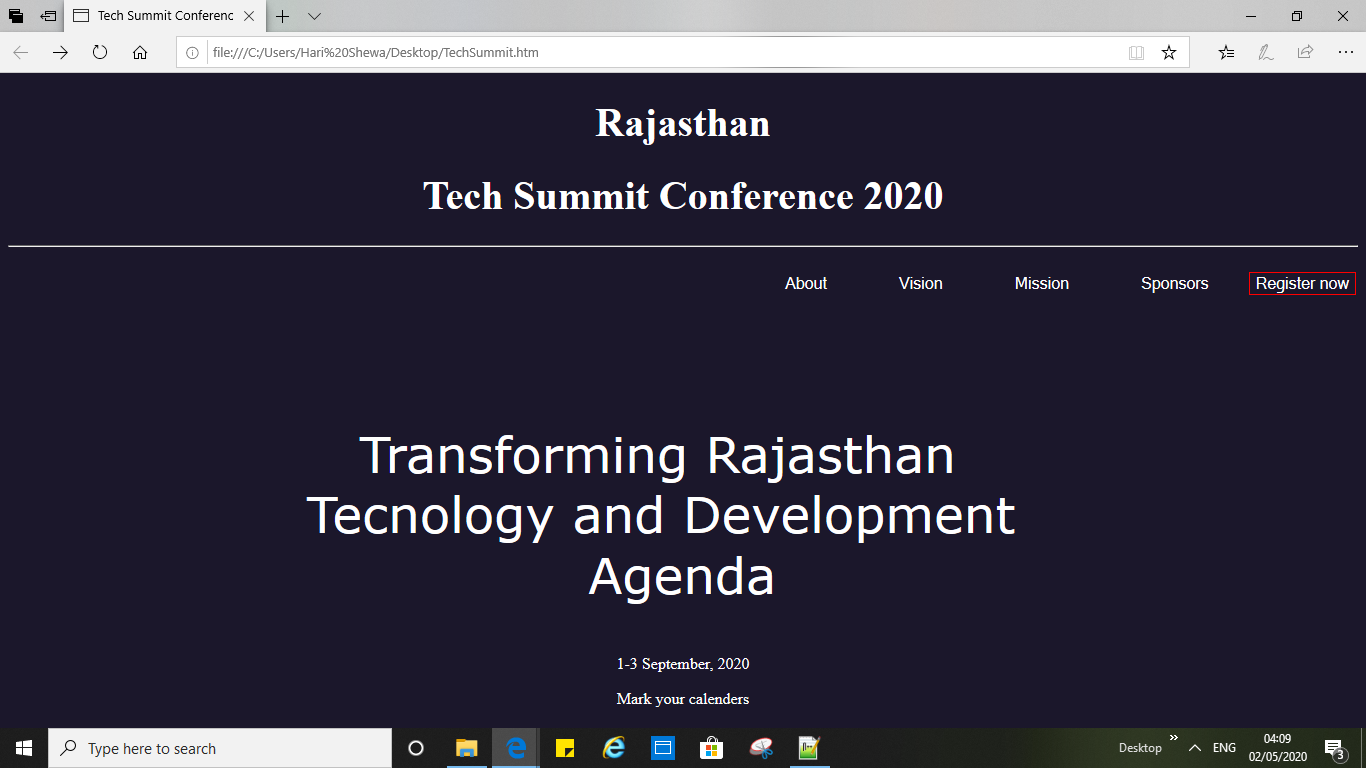 Tech Summit Conferenc
file:///C:/Users/Hari%20Shewa/Desktop/TechSummit.htm
Rajasthan
Tech Summit Conference 2020
About Vision Mission Sponsors Register now
Transforming Rajasthan
Tecnology and Development
Agenda
1-3 September, 2020
Mark your calenders
Type here to search
Desktop
ENG
04:09
02/05/2020
3